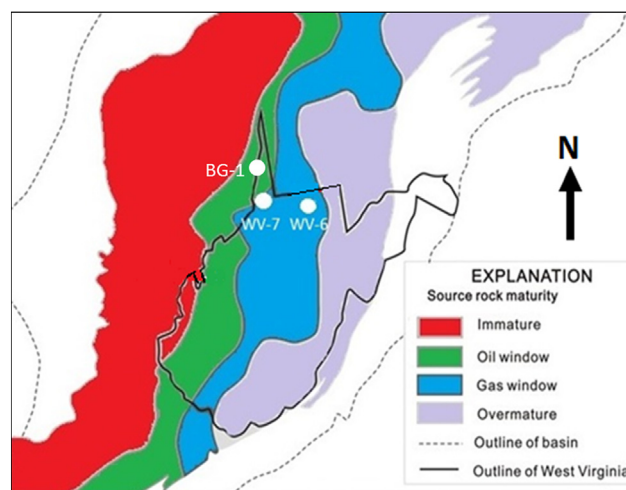 N
BG-1
WV-7
WV-6
EXPLANATION
Source rock maturity
Immature
Oil window
Gas window
Overmature
Outline of basin
Outline of West Virginia